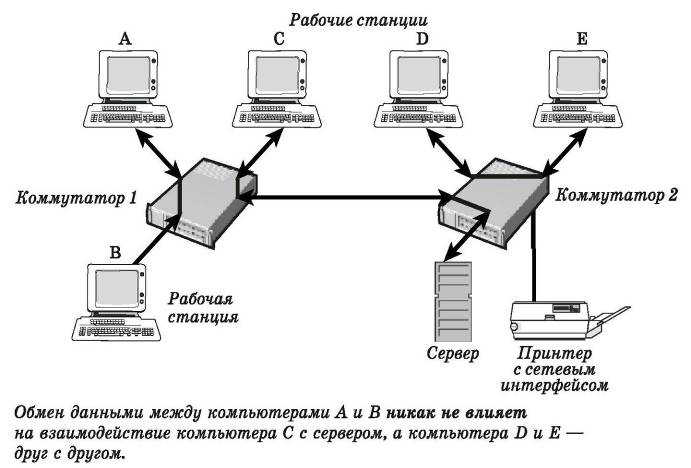 Рабочие станции
A C D E
Коммутатор 1
Коммутатор 2
B
Рабочая
станция
Сервер
Принтер
с сетевым
интерфейсом
Обмен данными между компьютерами A и B никак не влияет
на взаимодействие компьютера C с сервером, а компьютера D и E —
друг с другом.